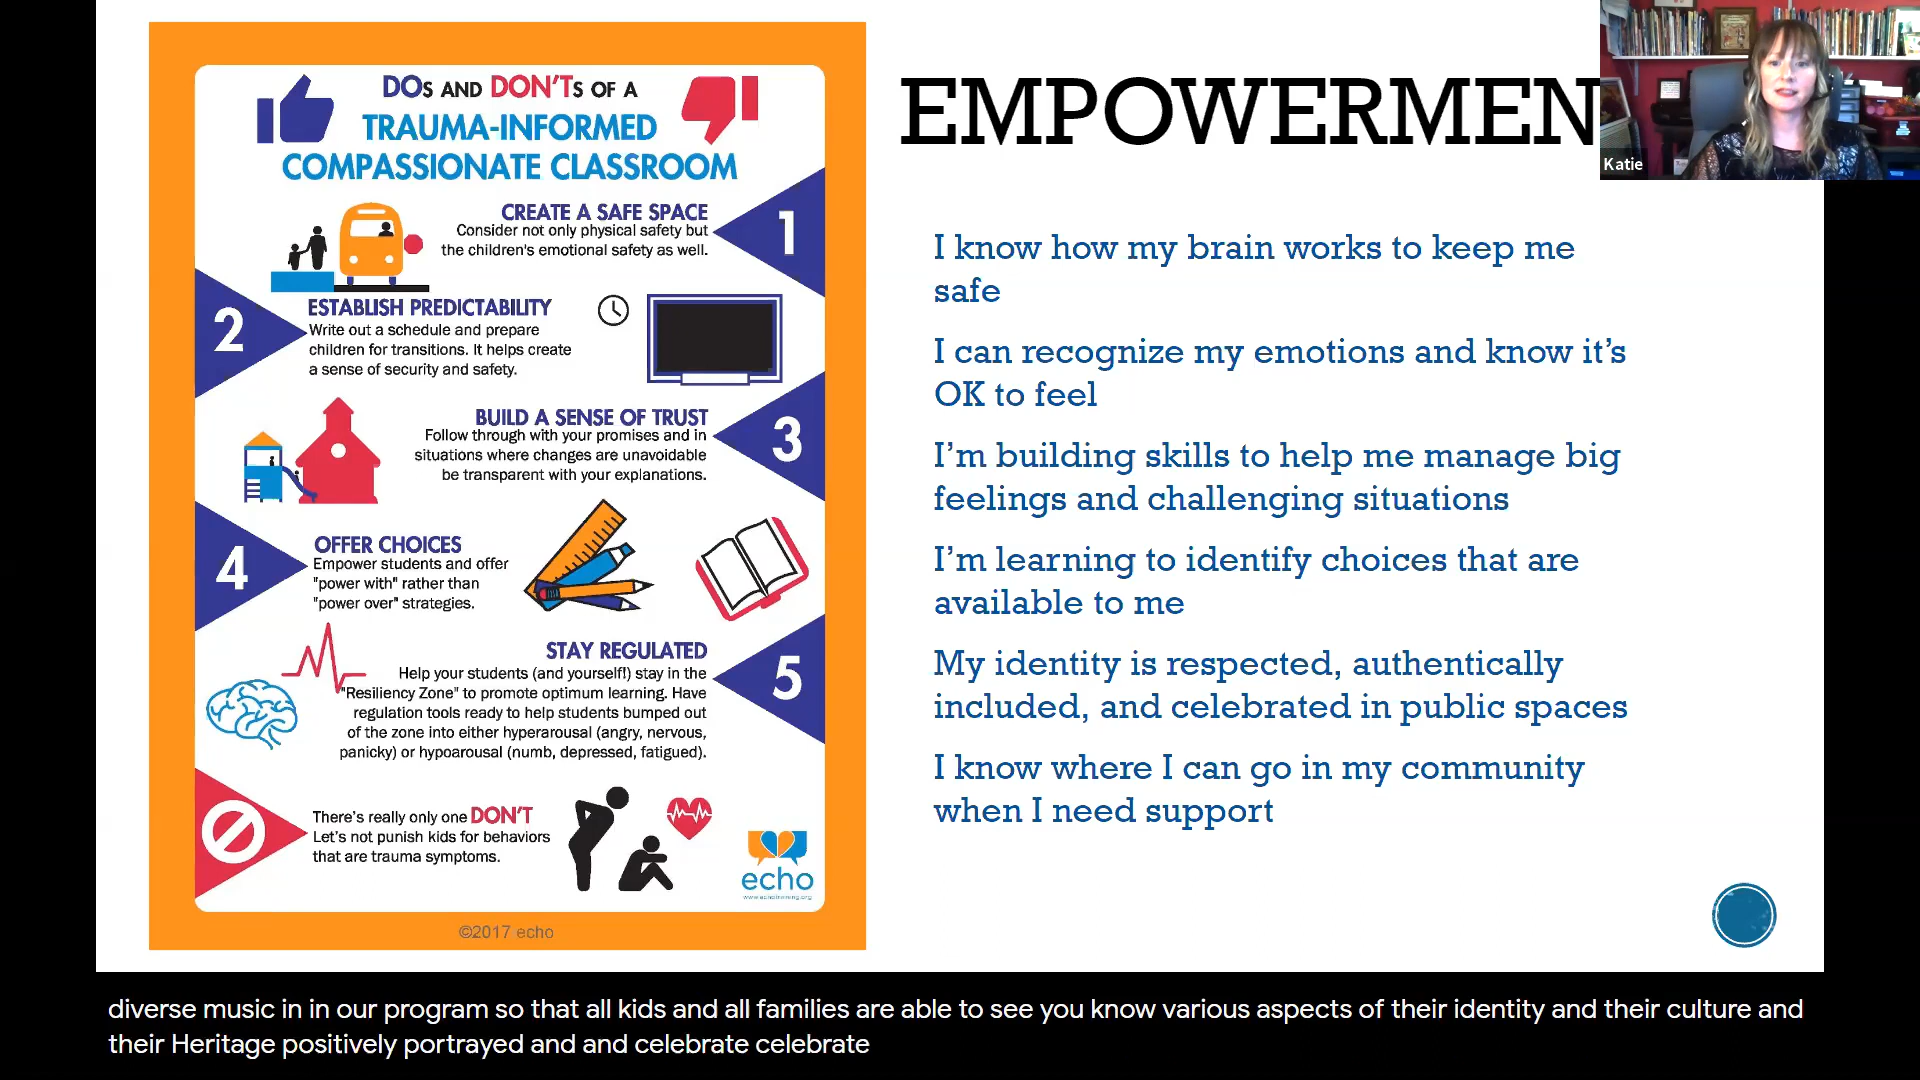 DOs AND DON'Ts OF A
TRAUMA-INFORMED
COMPASSIONATE CLASSROOM
CREATE A SAFE SPACE
Consider not only physical safety but
the children's emotional safety as well.
1
2
ESTABLISH PREDICTABILITY
Write out a schedule and prepare
children for transitions. It helps create
a sense of security and safety.
BUILD A SENSE OF TRUST
Follow through with your promises and in
situations where changes are unavoidable
be transparent with your explanations.
3
4
OFFER CHOICES
Empower students and offer
"power with" rather than
"power over" strategies.
STAY REGULATED
Help your students (and yourself!) stay in the
"Resiliency Zone" to promote optimum learning. Have
regulation tools ready to help students bumped out
of the zone into either hyperarousal (angry, nervous,
panicky) or hypoarousal (numb, depressed, fatigued).
5
There's really only one DON'T
Let's not punish kids for behaviors
that are trauma symptoms.
echo
www.echotraining.org
©2017 echo
EMPOWERMEN
Katie
I know how my brain works to keep me
safe
I can recognize my emotions and know it's
OK to feel
I'm building skills to help me manage big
feelings and challenging situations
I'm learning to identify choices that are
available to me
My identity is respected, authentically
included, and celebrated in public spaces
I know where I can go in my community
when I need support
diverse music in in our program so that all kids and all families are able to see you know various aspects of their identity and their culture and
their Heritage positively portrayed and and celebrate celebrate